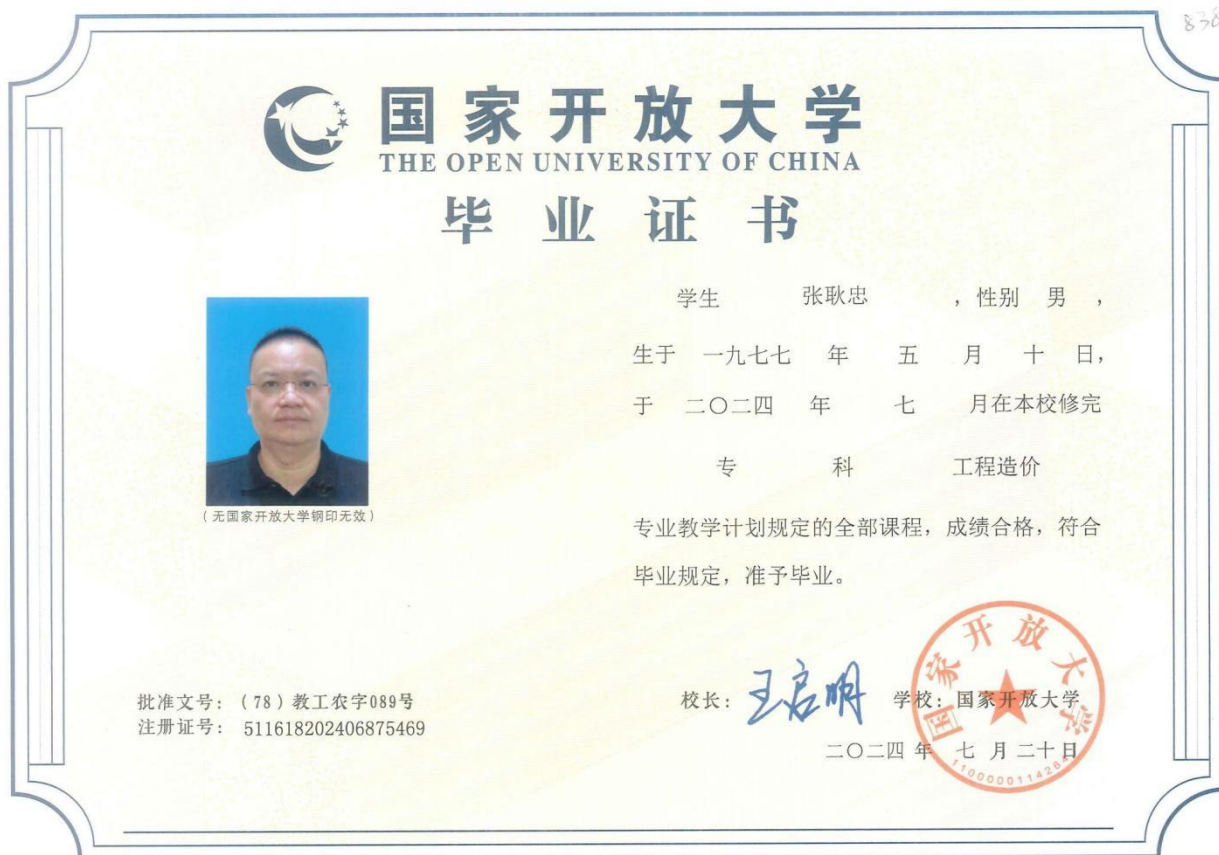 838
国家开放大学
THE OPEN UNIVERSITY OF CHINA
毕业证书
学生 张耿忠 ，性别 男 ，
生于 一九七七 年 五 月 十 日，
于 二〇二四 年 七 月在本校修完
专 科 工程造价
专业教学计划规定的全部课程，成绩合格，符合
毕业规定，准予毕业。
（无国家开放大学钢印无效）
批准文号：（78）教工农字089号
注册证号： 511618202406875469
校长：王启明 学校：国家开放大学
二〇二四 年 七 月 二十 日
国家开放大学